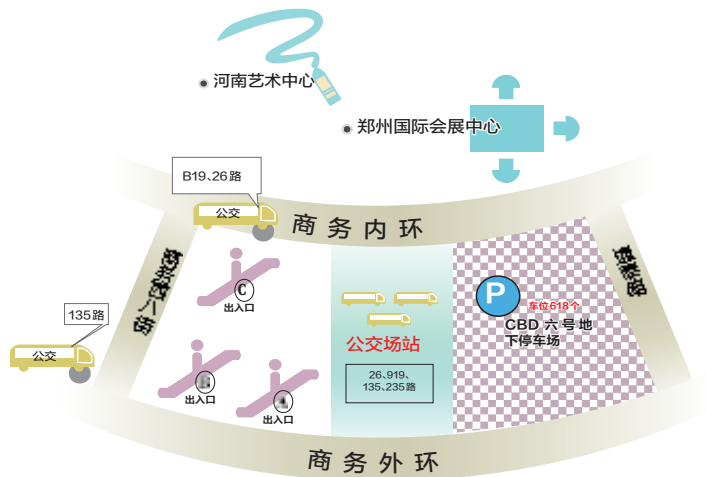 河南艺术中心
郑州国际会展中心
B19、26路
公交
商务内环
C
出入口
135路
公交
公交场站
26、919、
135、235路
P
车位618个
CBD 六号地
下停车场
出入口
出入口
商务外环